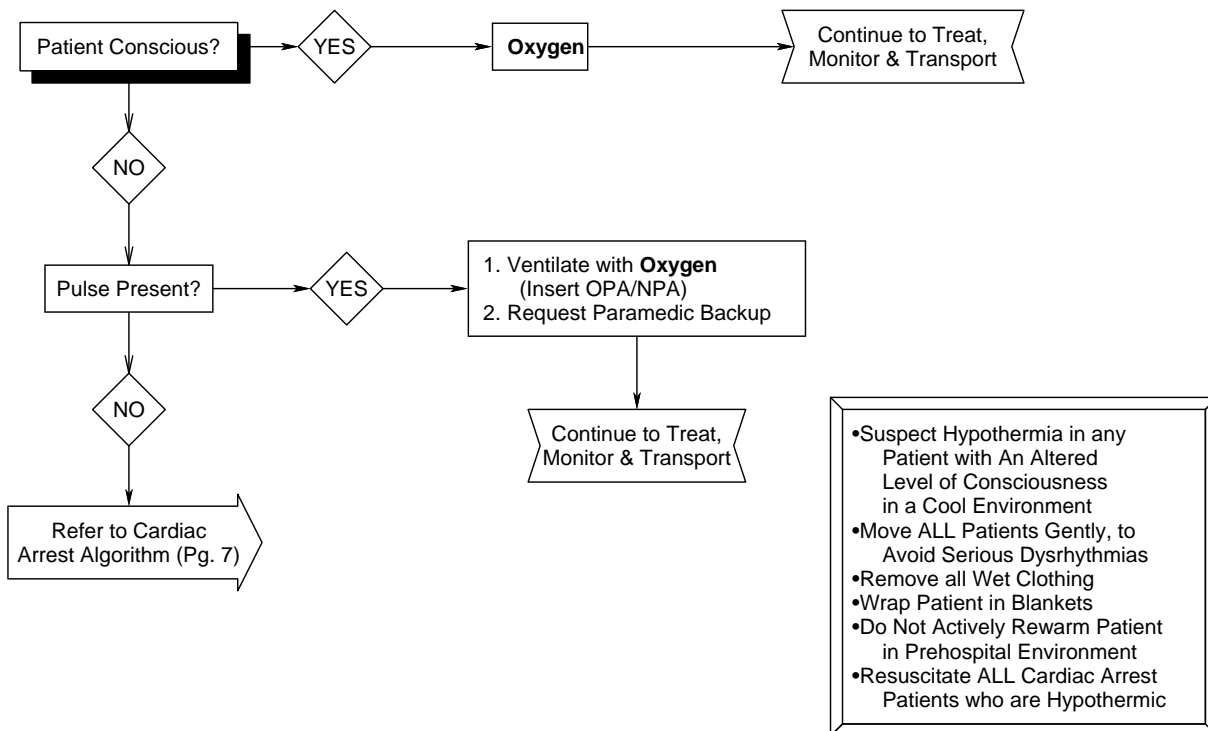 Patient Conscious?
YES
Oxygen
Continue to Treat,
Monitor & Transport
NO
Pulse Present?
YES
1. Ventilate with Oxygen
(Insert OPA/NPA)
2. Request Paramedic Backup
NO
Continue to Treat,
Monitor & Transport
Refer to Cardiac
Arrest Algorithm (Pg. 7)
•Suspect Hypothermia in any
Patient with An Altered
Level of Consciousness
in a Cool Environment
•Move ALL Patients Gently, to
Avoid Serious Dysrhythmias
•Remove all Wet Clothing
•Wrap Patient in Blankets
•Do Not Actively Rewarm Patient
in Prehospital Environment
•Resuscitate ALL Cardiac Arrest
Patients who are Hypothermic